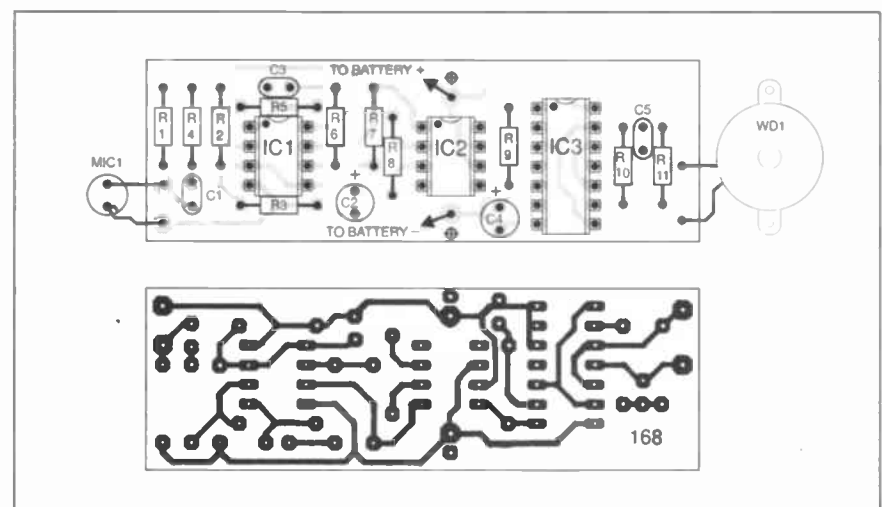 C3
TO BATTERY +
R5
R1
R4
R2
IC1
R6
R7
R8
IC2
R9
IC3
C5
R10
R11
WD1
MIC1
C1
R3
C2
+
C4
+
TO BATTERY -
168